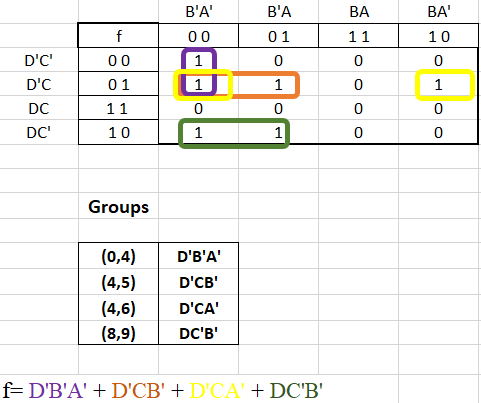 B'A' B'A BA BA'
f 0 0 0 1 1 1 1 0
D'C' 0 0 1 0 0 0
D'C 0 1 1 1 0 1
DC 1 1 0 0 0 0
DC' 1 0 1 1 0 0
Groups
(0,4) D'B'A'
(4,5) D'CB'
(4,6) D'CA'
(8,9) DC'B'
f= D'B'A' + D'CB' + D'CA' + DC'B'